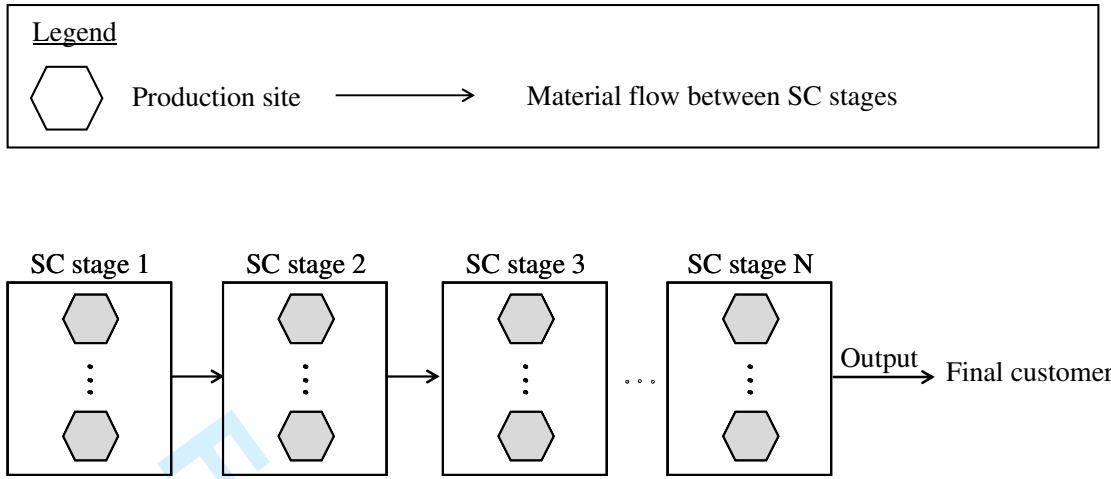 Legend
Production site
Material flow between SC stages
SC stage 1
SC stage 2
SC stage 3
SC stage N
Output
Final customer
F